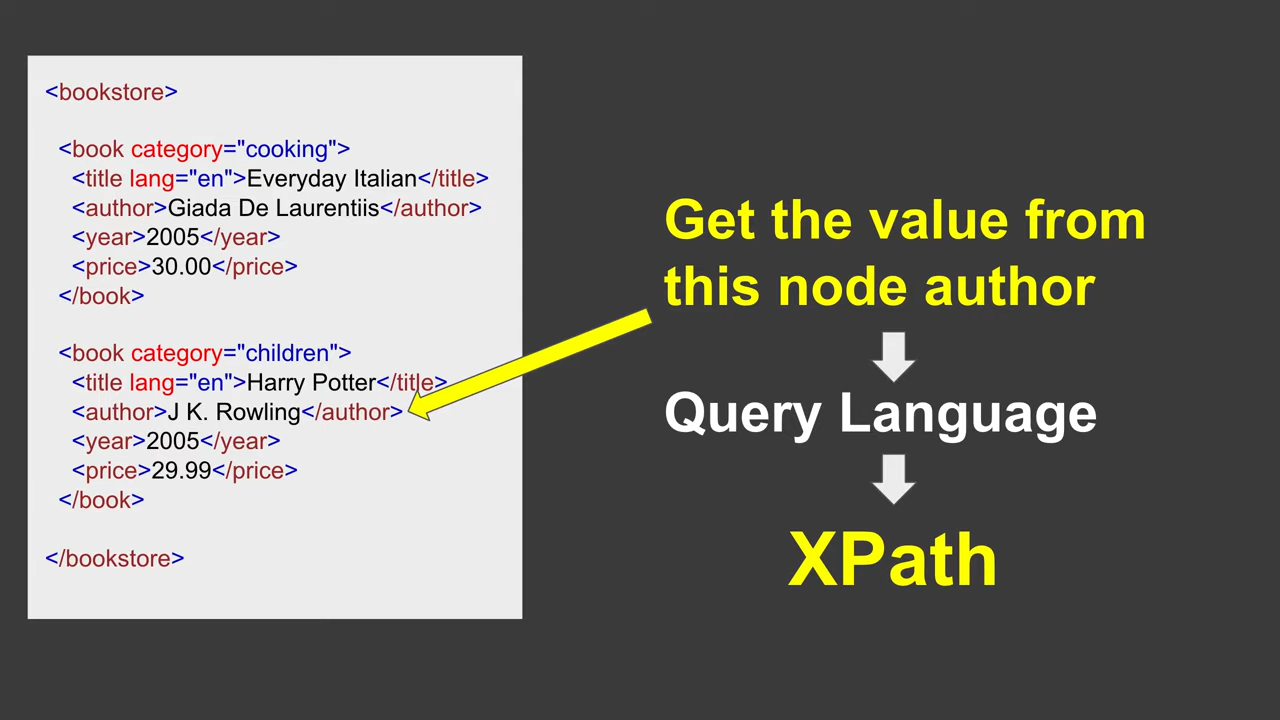 <bookstore>
<book category="cooking">
<title lang="en">Everyday Italian</title>
<author>Giada De Laurentiis</author>
<year>2005</year>
<price>30.00</price>
</book>
<book category="children">
<title lang="en">Harry Potter</title>
<author>J K. Rowling</author>
<year>2005</year>
<price>29.99</price>
</book>
</bookstore>
Get the value from
this node author
Query Language
XPath